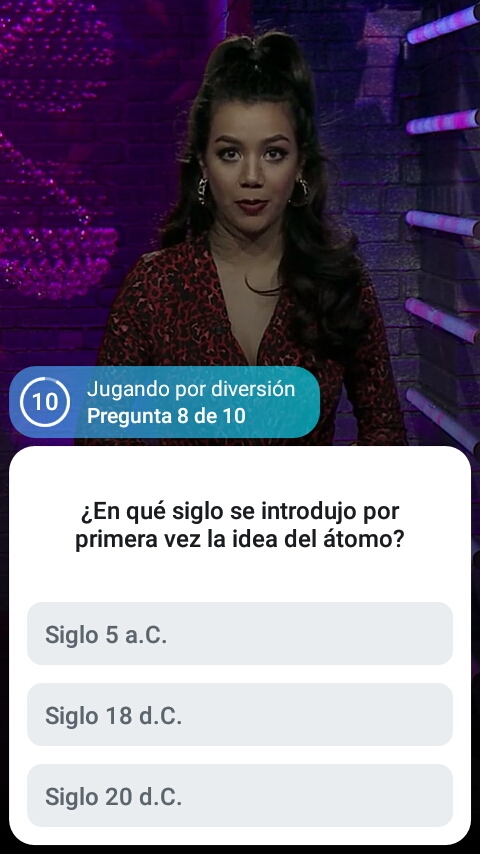 10
Jugando por diversión
Pregunta 8 de 10
¿En qué siglo se introdujo por
primera vez la idea del átomo?
Siglo 5 a.C.
Siglo 18 d.C.
Siglo 20 d.C.